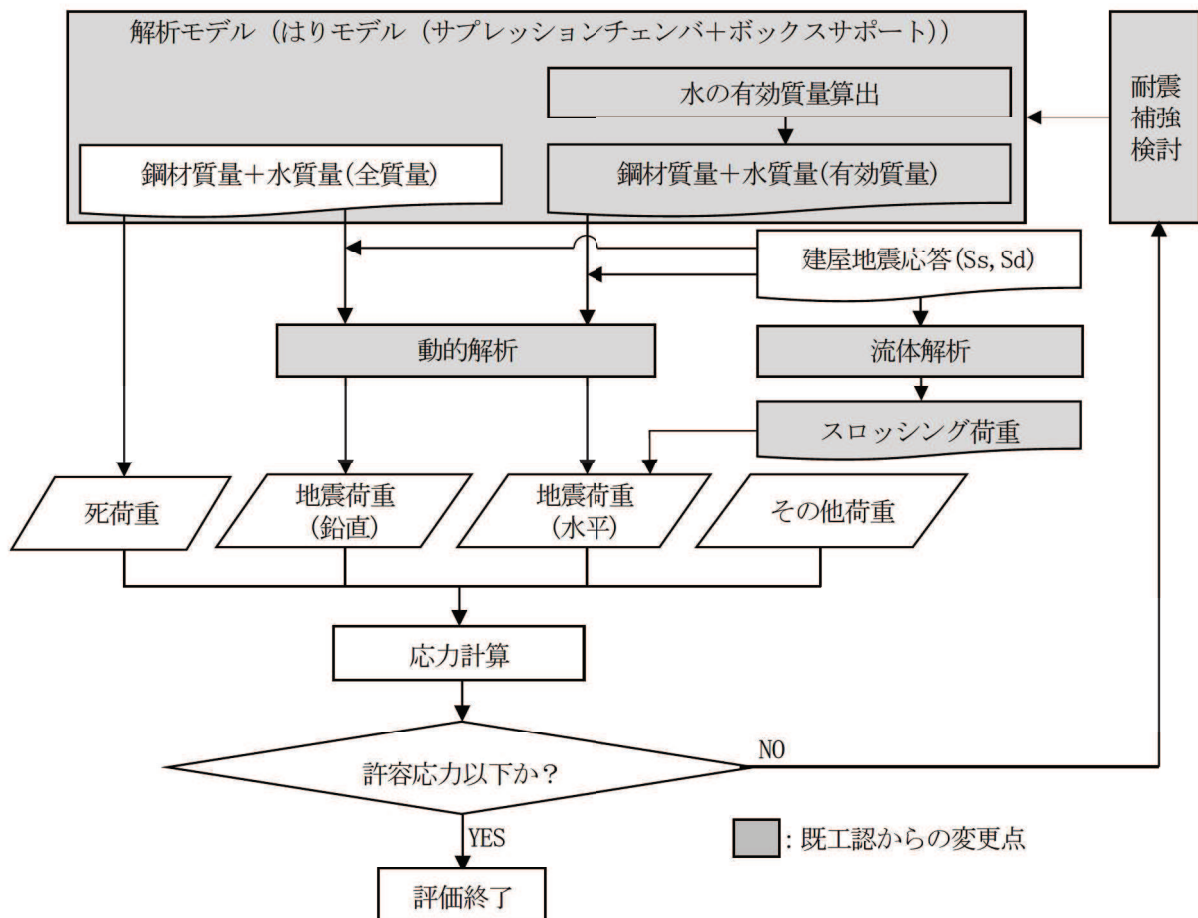 解析モデル（はりモデル（サプレッションチェンバ＋ボックスサポート））
水の有効質量算出
耐震
補強
検討
鋼材質量＋水質量(全質量)
鋼材質量＋水質量(有効質量)
建屋地震応答(Ss, Sd)
動的解析
流体解析
スロッシング荷重
死荷重
地震荷重
(鉛直)
地震荷重
(水平)
その他荷重
応力計算
許容応力以下か？
NO
YES
：既工認からの変更点
評価終了